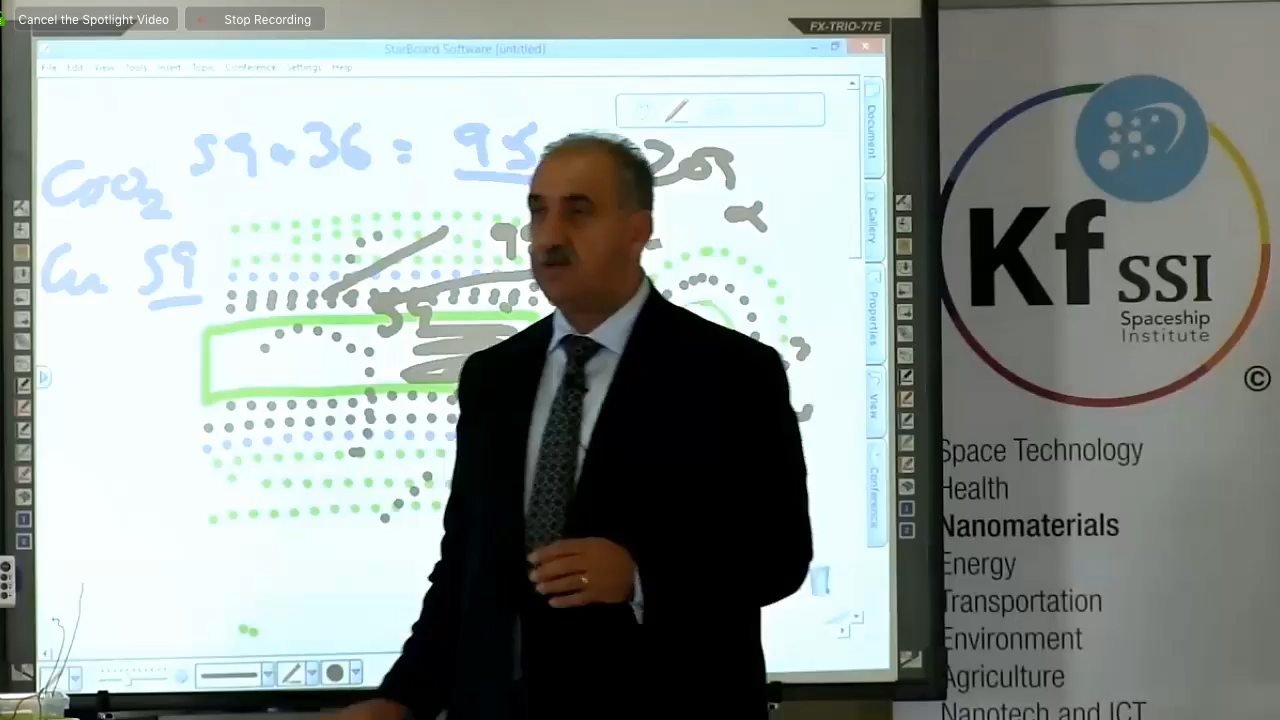 Cancel the Spotlight Video
Stop Recording
FX-TRIO-77E
StarBoard Software [untitled]
File Edit View Tools Insert Topic Conference Settings Help
59+36=95
59
Document
Gallery
Properties
View
Conference
Kf SSI
Spaceship
Institute
©
Space Technology
Health
Nanomaterials
Energy
Transportation
Environment
Agriculture
Nanotech and ICT